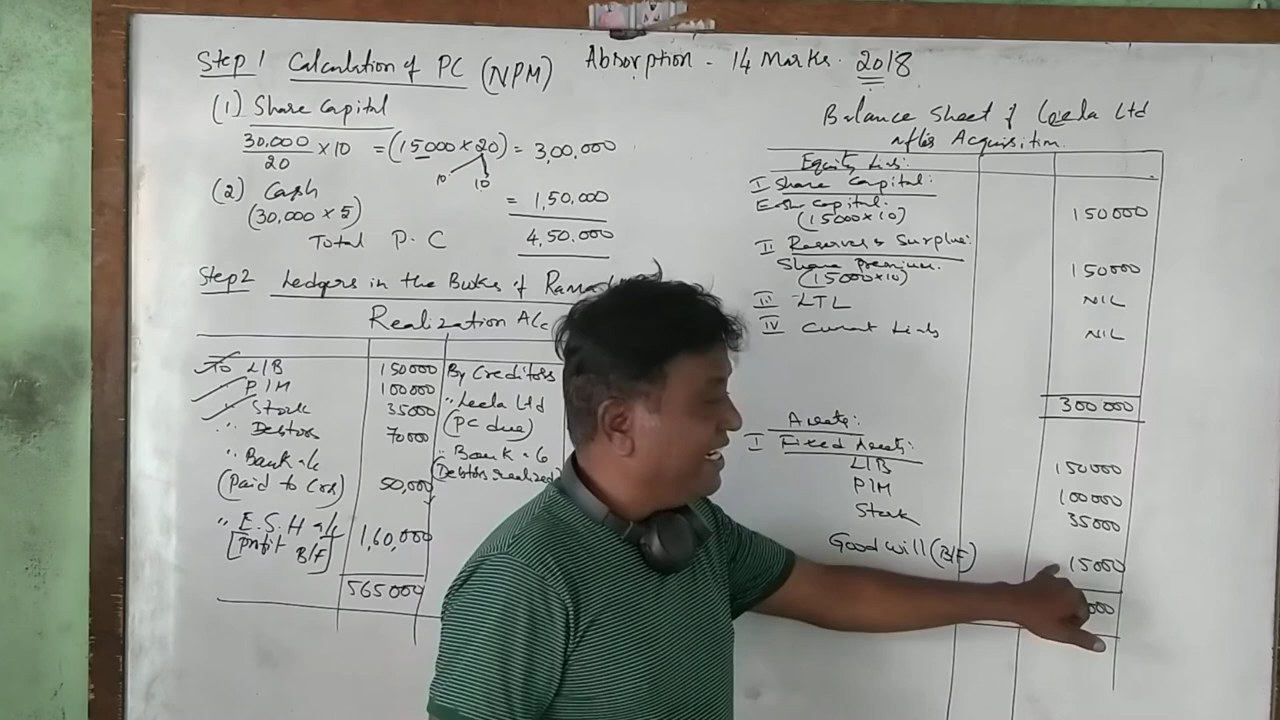 Step 1 Calculation of PC (NPM) Absorption - 14 Marks. 2018
(1) Share Capital
30,000/20 × 10 = (15000 × 20) = 3,00,000
10 10
(2) Cash
(30,000 × 5) = 1,50,000
Total P.C 4,50,000
Step 2 Ledgers in the Books of
Realization A/c
To L/B 150000 By Creditors
" P/M 100000 " Leela Ltd
" Stock 35000 (PC due)
" Debtors 70000 " Bank a/c
" Bank a/c (Debtors realized)
(Paid to Crs) 50,000
" E.S.H a/c 1,60,000
[Profit B/F]
565000
Balance Sheet of Leela Ltd
after Acquisition
Equity Liab:
I Share Capital:
Esh Capital:
(15000×10) 150000
II Reserves & Surplus:
Share Premium:
(15000×10) 150000
III LTL NIL
IV Current Liab NIL
300000
Assets:
I Fixed Assets:
L/B 150000
P/M 100000
Stock 35000
Goodwill (B/F) 15000
000